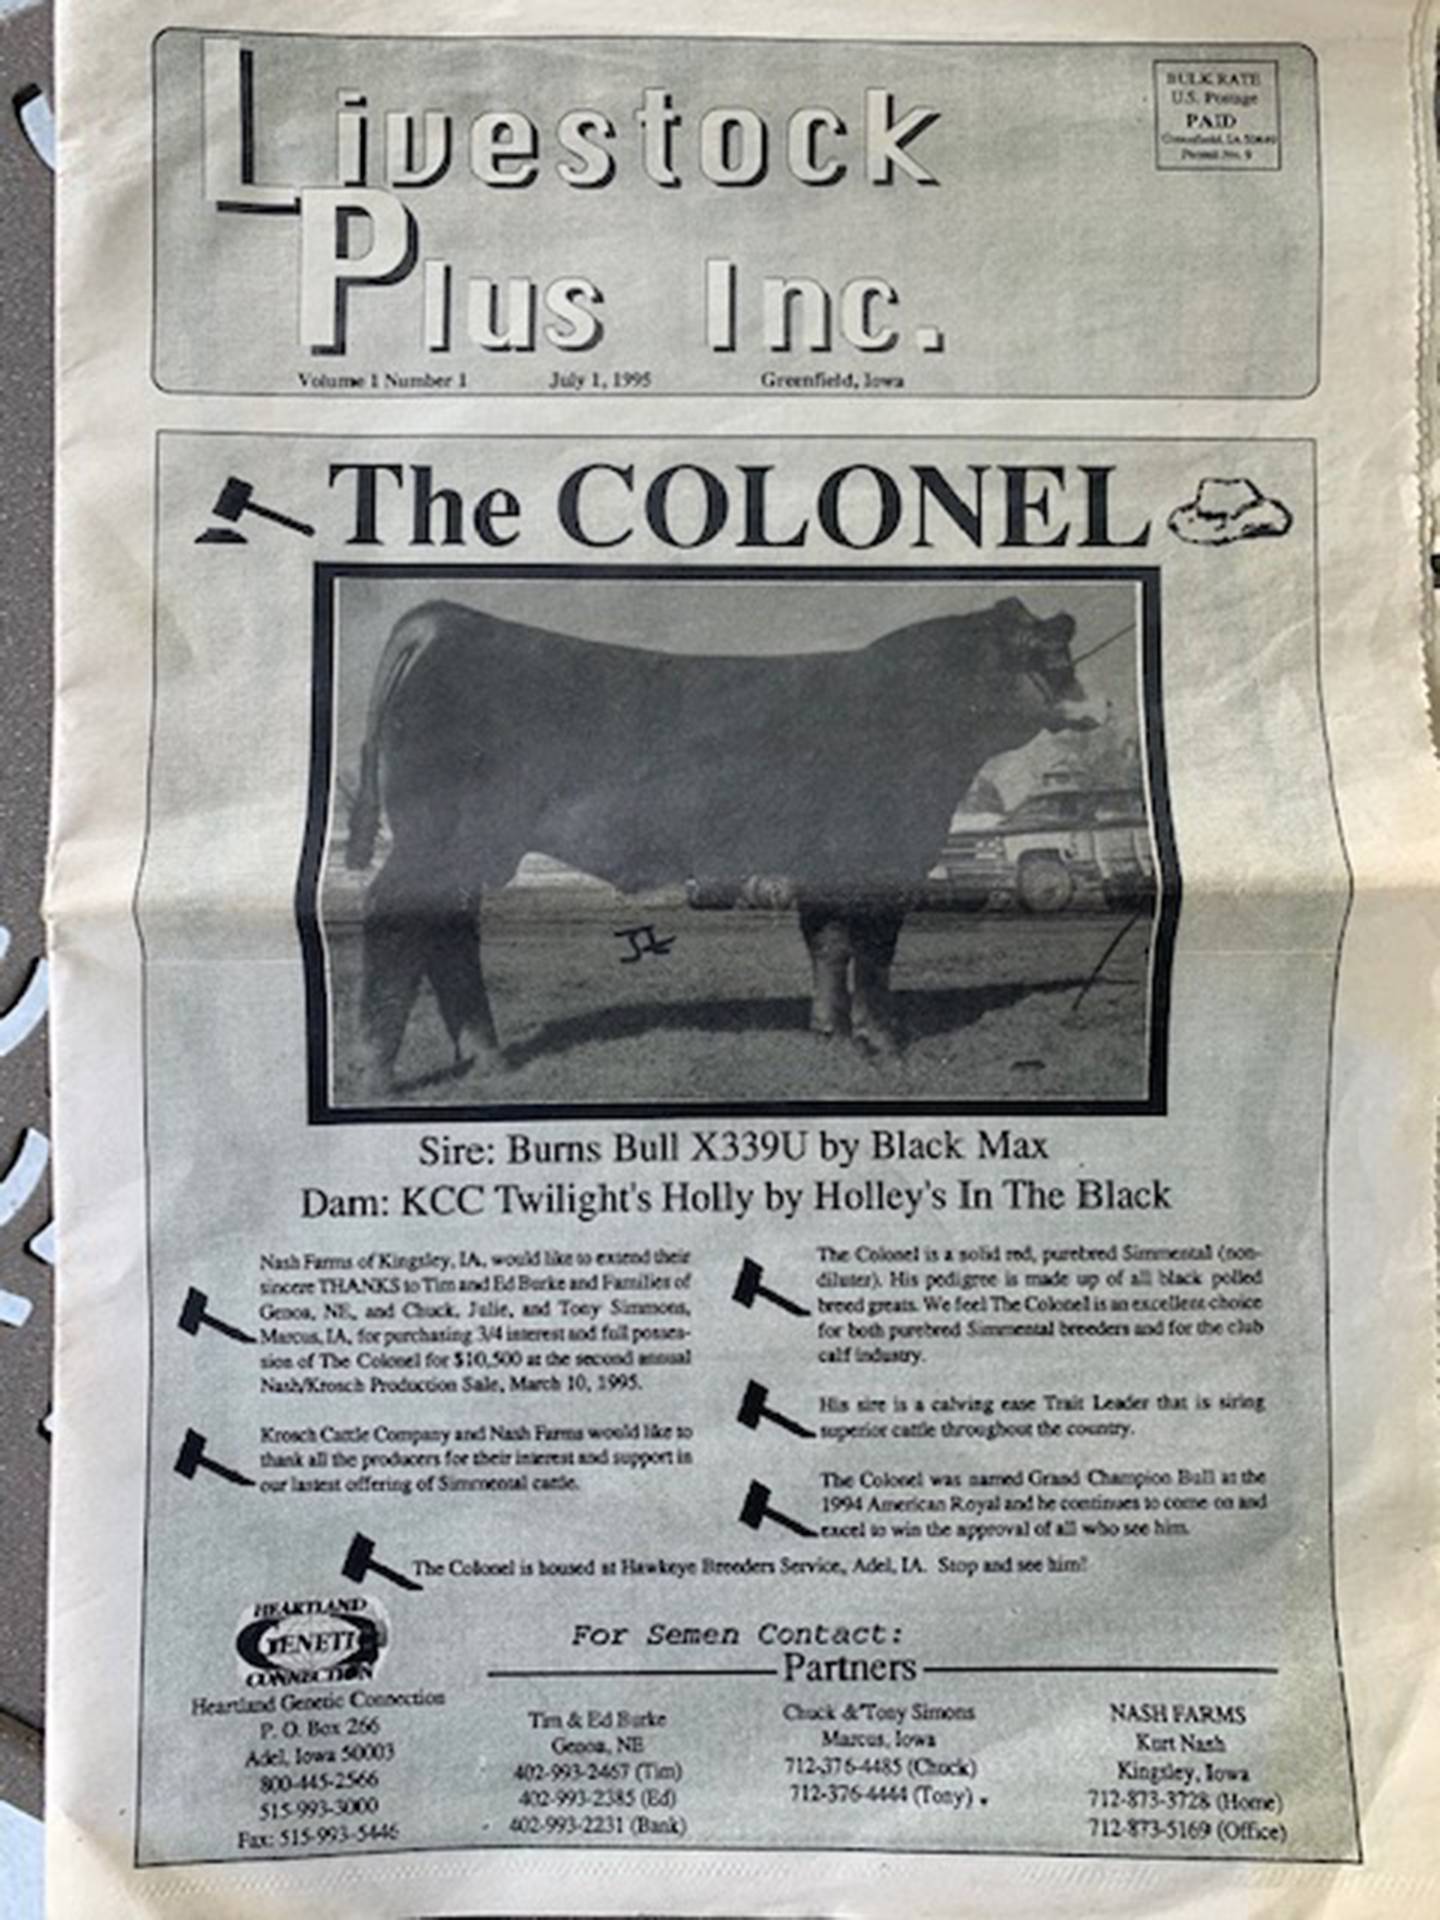 Livestock
Plus Inc.
BULK RATE
U.S. Postage
PAID
Greenfield, IA
Permit No. 9
Volume 1 Number 1 July 1, 1995 Greenfield, Iowa
The COLONEL
Sire: Burns Bull X339U by Black Max
Dam: KCC Twilight's Holly by Holley's In The Black
Nash Farms of Kingsley, IA, would like to extend their
sincere THANKS to Tim and Ed Burke and Families of
Genoa, NE, and Chuck, Julie, and Tony Simmons,
Marcus, IA, for purchasing 3/4 interest and full posses-
sion of The Colonel for $10,500 at the second annual
Nash/Krosch Production Sale, March 10, 1995.
Krosch Cattle Company and Nash Farms would like to
thank all the producers for their interest and support in
our lastest offering of Simmental cattle.
The Colonel is a solid red, purebred Simmental (non-
diluter). His pedigree is made up of all black polled
breed greats. We feel The Colonel is an excellent choice
for both purebred Simmental breeders and for the club
calf industry.
His sire is a calving ease Trait Leader that is siring
superior cattle throughout the country.
The Colonel was named Grand Champion Bull at the
1994 American Royal and he continues to come on and
excel to win the approval of all who see him.
The Colonel is housed at Hawkeye Breeders Service, Adel, IA. Stop and see him!
HEARTLAND
GENETIC
CONNECTION
Heartland Genetic Connection
P. O. Box 266
Adel, Iowa 50003
800-445-2566
515-993-3000
Fax: 515-993-5446
For Semen Contact:
Partners
Tim & Ed Burke
Genoa, NE
402-993-2467 (Tim)
402-993-2385 (Ed)
402-993-2231 (Bank)
Chuck & Tony Simons
Marcus, Iowa
712-376-4485 (Chuck)
712-376-4444 (Tony)
NASH FARMS
Kurt Nash
Kingsley, Iowa
712-873-3728 (Home)
712-873-5169 (Office)